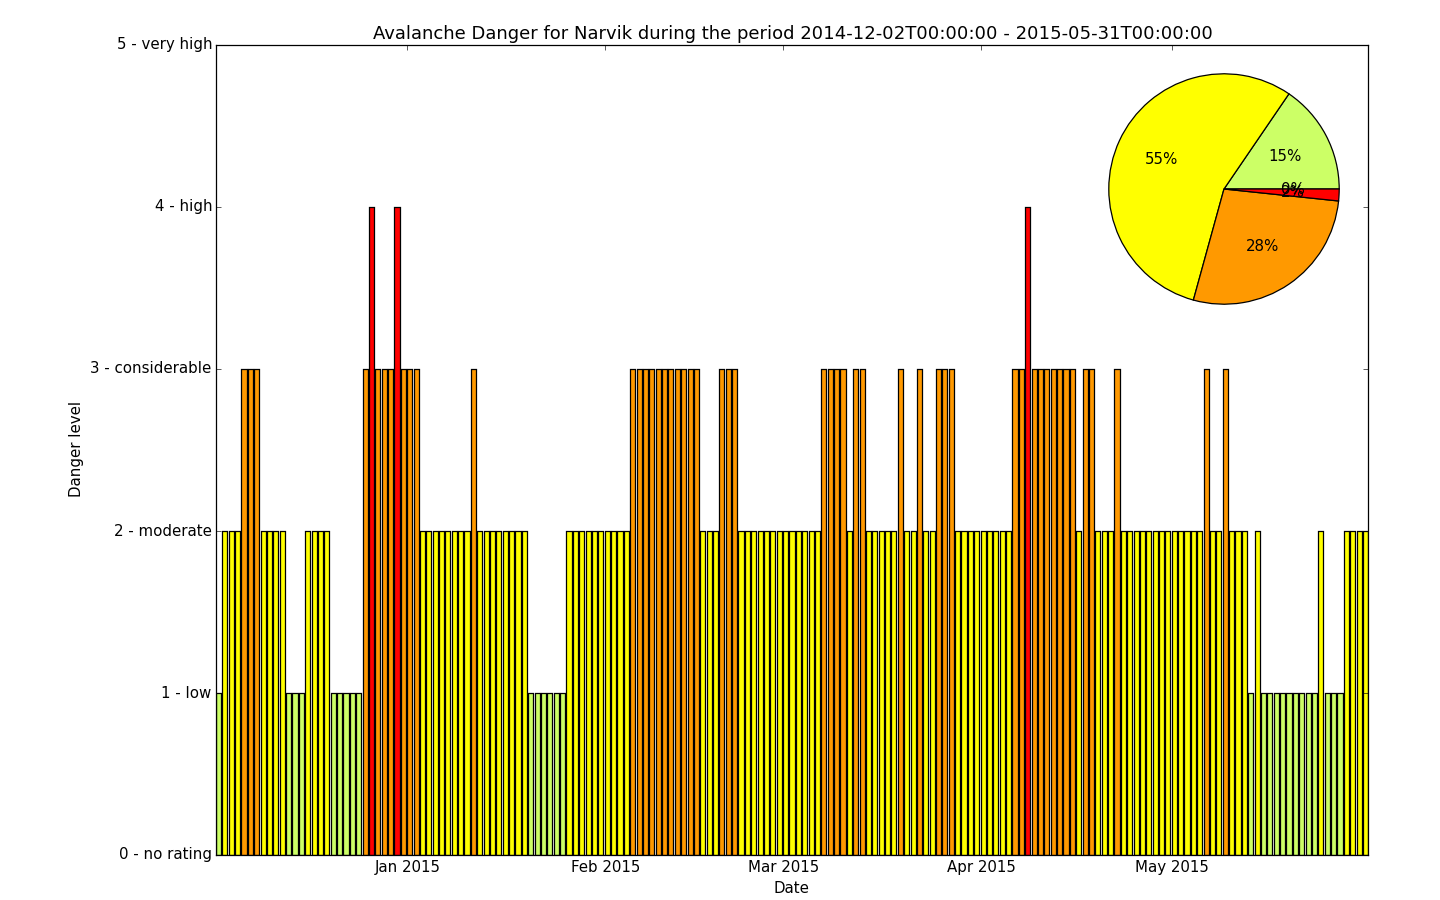 Avalanche Danger for Narvik during the period 2014-12-02T00:00:00 - 2015-05-31T00:00:00
5 - very high
4 - high
3 - considerable
2 - moderate
1 - low
0 - no rating
Danger level
55%
15%
28%
Jan 2015
Feb 2015
Mar 2015
Apr 2015
May 2015
Date